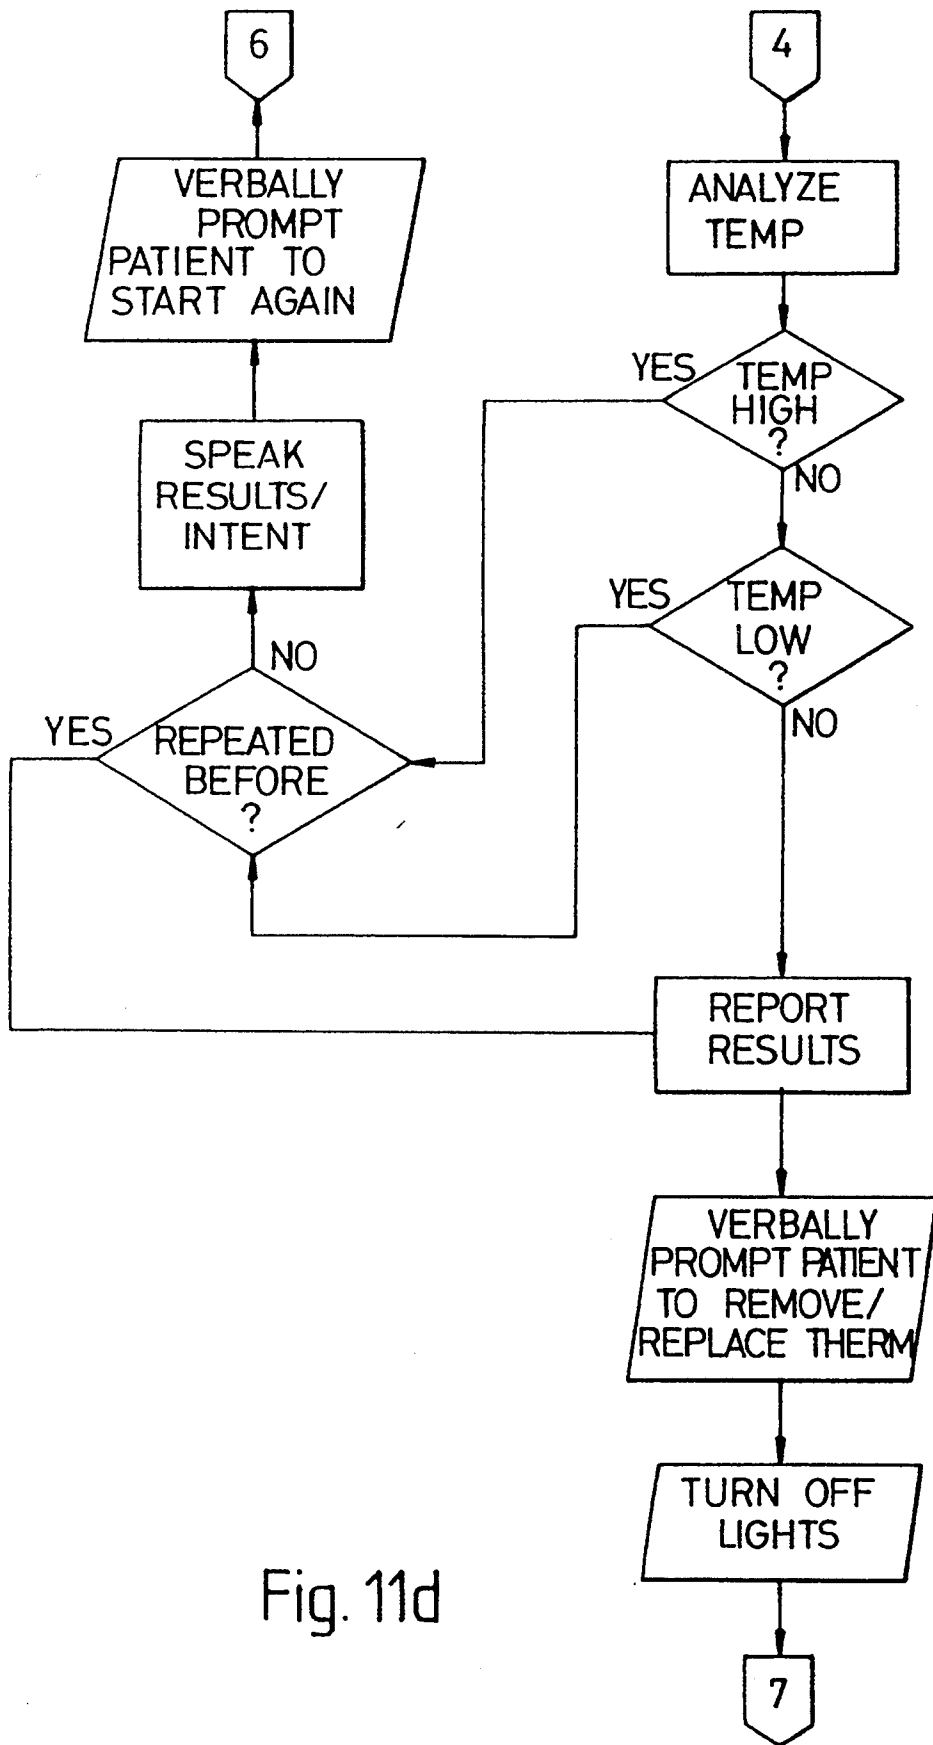 6
4
VERBALLY
PROMPT
PATIENT TO
START AGAIN
ANALYZE
TEMP
YES
TEMP
HIGH
?
NO
SPEAK
RESULTS/
INTENT
YES
TEMP
LOW
?
NO
NO
YES
REPEATED
BEFORE
?
REPORT
RESULTS
VERBALLY
PROMPT PATIENT
TO REMOVE/
REPLACE THERM
TURN OFF
LIGHTS
Fig. 11d
7